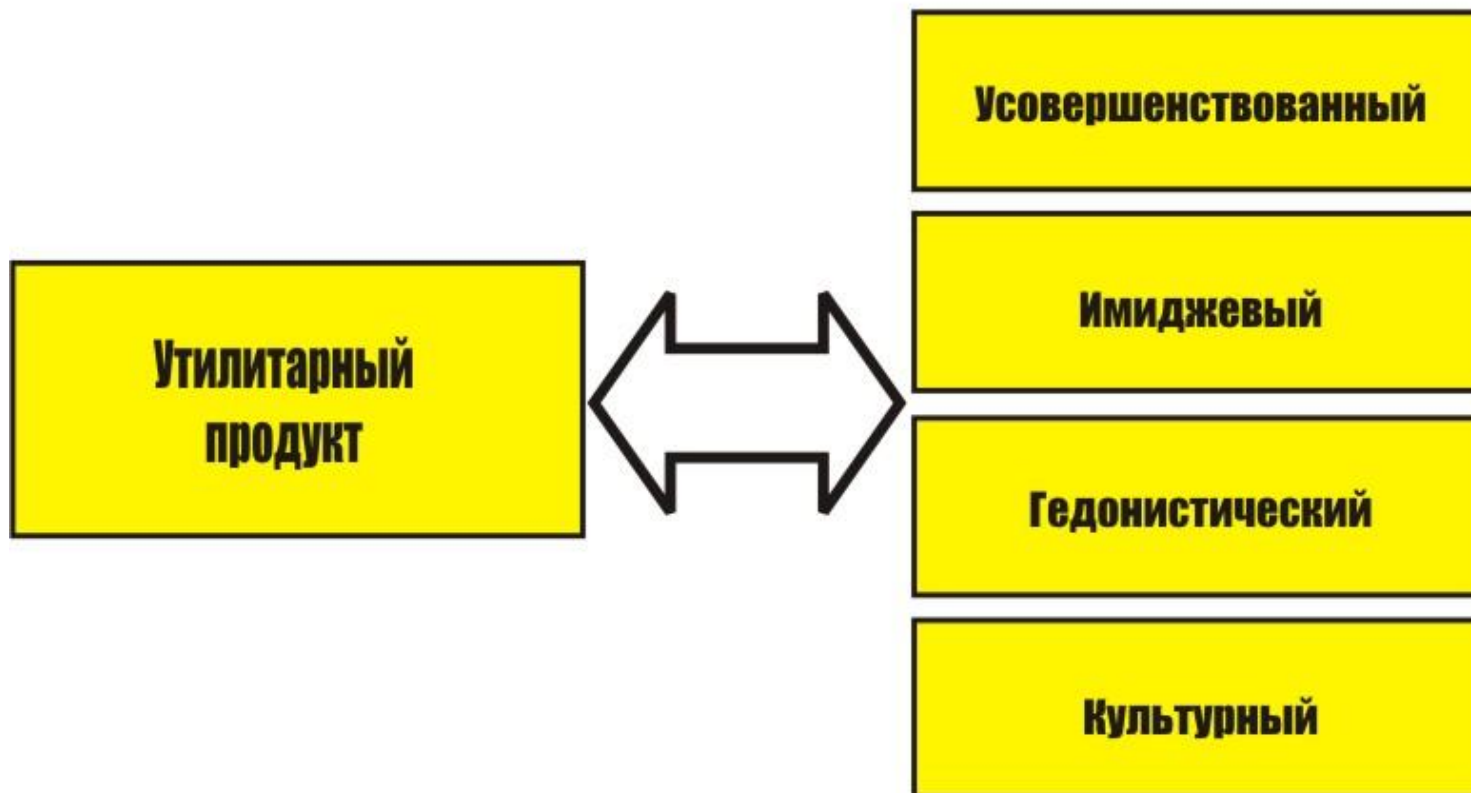 Утилитарный
продукт
Усовершенствованный
Имиджевый
Гедонистический
Культурный